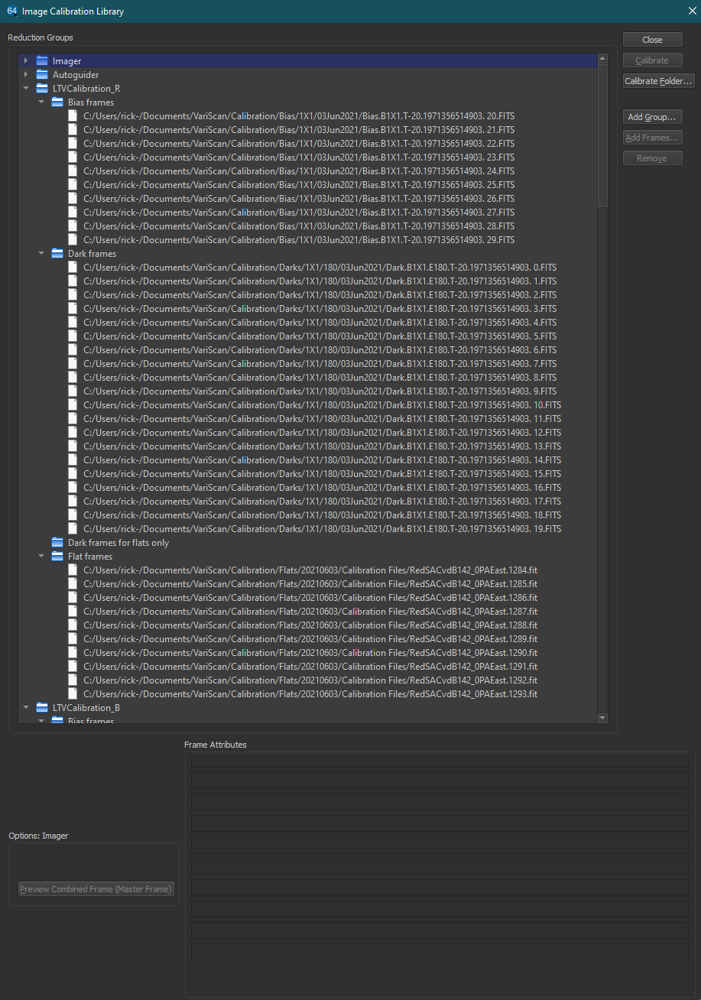 64 Image Calibration Library
Reduction Groups
Close
Imager
Calibrate
Autoguider
Calibrate Folder...
LTVCalibration_R
Bias frames
Add Group...
C:/Users/rick-/Documents/VariScan/Calibration/Bias/1X1/03Jun2021/Bias.B1X1.T-20.1971356514903. 20.FITS
C:/Users/rick-/Documents/VariScan/Calibration/Bias/1X1/03Jun2021/Bias.B1X1.T-20.1971356514903. 21.FITS
Add Frames...
C:/Users/rick-/Documents/VariScan/Calibration/Bias/1X1/03Jun2021/Bias.B1X1.T-20.1971356514903. 22.FITS
C:/Users/rick-/Documents/VariScan/Calibration/Bias/1X1/03Jun2021/Bias.B1X1.T-20.1971356514903. 23.FITS
Remove
C:/Users/rick-/Documents/VariScan/Calibration/Bias/1X1/03Jun2021/Bias.B1X1.T-20.1971356514903. 24.FITS
C:/Users/rick-/Documents/VariScan/Calibration/Bias/1X1/03Jun2021/Bias.B1X1.T-20.1971356514903. 25.FITS
C:/Users/rick-/Documents/VariScan/Calibration/Bias/1X1/03Jun2021/Bias.B1X1.T-20.1971356514903. 26.FITS
C:/Users/rick-/Documents/VariScan/Calibration/Bias/1X1/03Jun2021/Bias.B1X1.T-20.1971356514903. 27.FITS
C:/Users/rick-/Documents/VariScan/Calibration/Bias/1X1/03Jun2021/Bias.B1X1.T-20.1971356514903. 28.FITS
C:/Users/rick-/Documents/VariScan/Calibration/Bias/1X1/03Jun2021/Bias.B1X1.T-20.1971356514903. 29.FITS
Dark frames
C:/Users/rick-/Documents/VariScan/Calibration/Darks/1X1/180/03Jun2021/Dark.B1X1.E180.T-20.1971356514903. 0.FITS
C:/Users/rick-/Documents/VariScan/Calibration/Darks/1X1/180/03Jun2021/Dark.B1X1.E180.T-20.1971356514903. 1.FITS
C:/Users/rick-/Documents/VariScan/Calibration/Darks/1X1/180/03Jun2021/Dark.B1X1.E180.T-20.1971356514903. 2.FITS
C:/Users/rick-/Documents/VariScan/Calibration/Darks/1X1/180/03Jun2021/Dark.B1X1.E180.T-20.1971356514903. 3.FITS
C:/Users/rick-/Documents/VariScan/Calibration/Darks/1X1/180/03Jun2021/Dark.B1X1.E180.T-20.1971356514903. 4.FITS
C:/Users/rick-/Documents/VariScan/Calibration/Darks/1X1/180/03Jun2021/Dark.B1X1.E180.T-20.1971356514903. 5.FITS
C:/Users/rick-/Documents/VariScan/Calibration/Darks/1X1/180/03Jun2021/Dark.B1X1.E180.T-20.1971356514903. 6.FITS
C:/Users/rick-/Documents/VariScan/Calibration/Darks/1X1/180/03Jun2021/Dark.B1X1.E180.T-20.1971356514903. 7.FITS
C:/Users/rick-/Documents/VariScan/Calibration/Darks/1X1/180/03Jun2021/Dark.B1X1.E180.T-20.1971356514903. 8.FITS
C:/Users/rick-/Documents/VariScan/Calibration/Darks/1X1/180/03Jun2021/Dark.B1X1.E180.T-20.1971356514903. 9.FITS
C:/Users/rick-/Documents/VariScan/Calibration/Darks/1X1/180/03Jun2021/Dark.B1X1.E180.T-20.1971356514903. 10.FITS
C:/Users/rick-/Documents/VariScan/Calibration/Darks/1X1/180/03Jun2021/Dark.B1X1.E180.T-20.1971356514903. 11.FITS
C:/Users/rick-/Documents/VariScan/Calibration/Darks/1X1/180/03Jun2021/Dark.B1X1.E180.T-20.1971356514903. 12.FITS
C:/Users/rick-/Documents/VariScan/Calibration/Darks/1X1/180/03Jun2021/Dark.B1X1.E180.T-20.1971356514903. 13.FITS
C:/Users/rick-/Documents/VariScan/Calibration/Darks/1X1/180/03Jun2021/Dark.B1X1.E180.T-20.1971356514903. 14.FITS
C:/Users/rick-/Documents/VariScan/Calibration/Darks/1X1/180/03Jun2021/Dark.B1X1.E180.T-20.1971356514903. 15.FITS
C:/Users/rick-/Documents/VariScan/Calibration/Darks/1X1/180/03Jun2021/Dark.B1X1.E180.T-20.1971356514903. 16.FITS
C:/Users/rick-/Documents/VariScan/Calibration/Darks/1X1/180/03Jun2021/Dark.B1X1.E180.T-20.1971356514903. 17.FITS
C:/Users/rick-/Documents/VariScan/Calibration/Darks/1X1/180/03Jun2021/Dark.B1X1.E180.T-20.1971356514903. 18.FITS
C:/Users/rick-/Documents/VariScan/Calibration/Darks/1X1/180/03Jun2021/Dark.B1X1.E180.T-20.1971356514903. 19.FITS
Dark frames for flats only
Flat frames
C:/Users/rick-/Documents/VariScan/Calibration/Flats/20210603/Calibration Files/RedSACvdB142_0PAEast.1284.fit
C:/Users/rick-/Documents/VariScan/Calibration/Flats/20210603/Calibration Files/RedSACvdB142_0PAEast.1285.fit
C:/Users/rick-/Documents/VariScan/Calibration/Flats/20210603/Calibration Files/RedSACvdB142_0PAEast.1286.fit
C:/Users/rick-/Documents/VariScan/Calibration/Flats/20210603/Calibration Files/RedSACvdB142_0PAEast.1287.fit
C:/Users/rick-/Documents/VariScan/Calibration/Flats/20210603/Calibration Files/RedSACvdB142_0PAEast.1288.fit
C:/Users/rick-/Documents/VariScan/Calibration/Flats/20210603/Calibration Files/RedSACvdB142_0PAEast.1289.fit
C:/Users/rick-/Documents/VariScan/Calibration/Flats/20210603/Calibration Files/RedSACvdB142_0PAEast.1290.fit
C:/Users/rick-/Documents/VariScan/Calibration/Flats/20210603/Calibration Files/RedSACvdB142_0PAEast.1291.fit
C:/Users/rick-/Documents/VariScan/Calibration/Flats/20210603/Calibration Files/RedSACvdB142_0PAEast.1292.fit
C:/Users/rick-/Documents/VariScan/Calibration/Flats/20210603/Calibration Files/RedSACvdB142_0PAEast.1293.fit
LTVCalibration_B
Bias frames
Frame Attributes
Options: Imager
Preview Combined Frame (Master Frame)